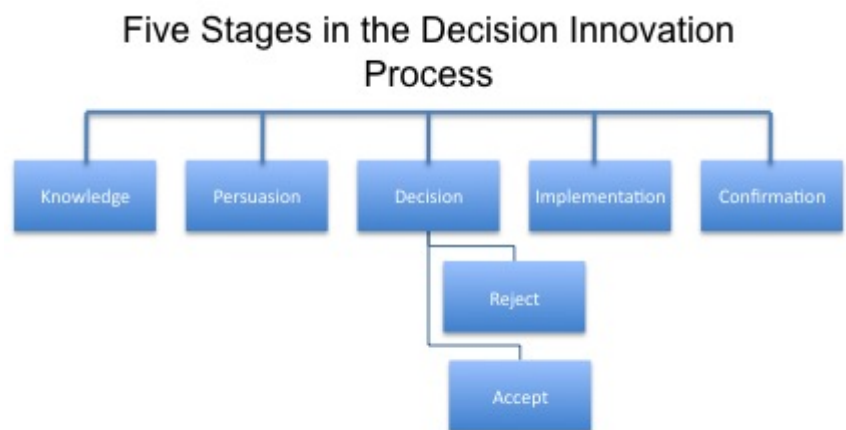 Five Stages in the Decision Innovation
Process
Knowledge
Persuasion
Decision
Implementation
Confirmation
Reject
Accept